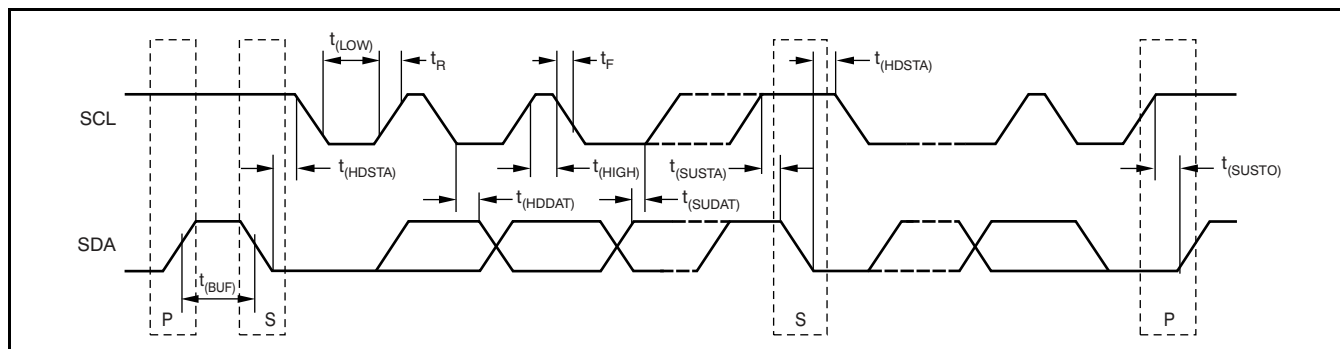 t(LOW)
tR
tF
t(HDSTA)
SCL
t(HDSTA)
t(HIGH)
t(SUSTA)
t(SUSTO)
t(HDDAT)
t(SUDAT)
SDA
t(BUF)
P
S
S
P